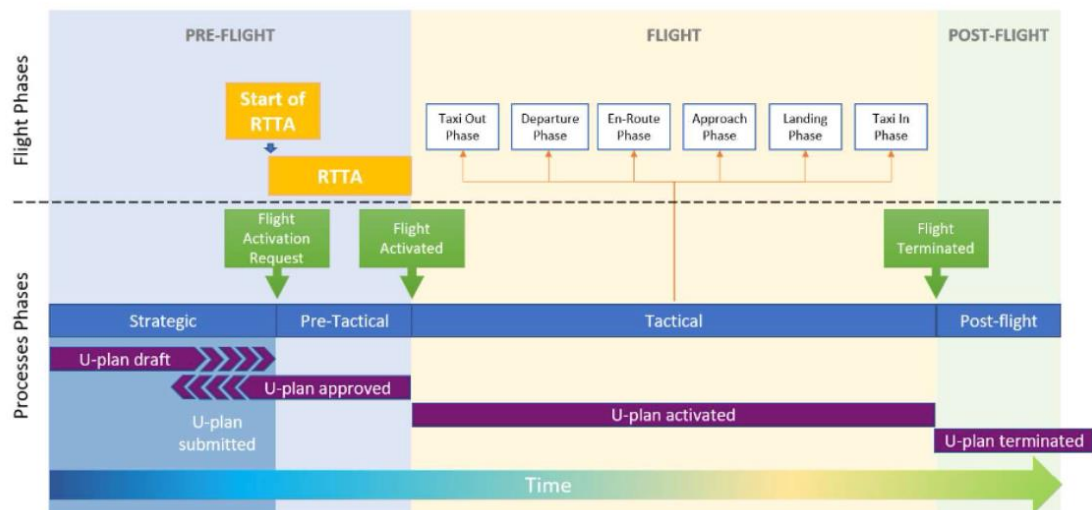 PRE-FLIGHT
FLIGHT
POST-FLIGHT
Flight Phases
Start of
RTTA
RTTA
Taxi Out
Phase
Departure
Phase
En-Route
Phase
Approach
Phase
Landing
Phase
Taxi In
Phase
Processes Phases
Flight
Activation
Request
Flight
Activated
Flight
Terminated
Strategic
Pre-Tactical
Tactical
Post-flight
U-plan draft
U-plan approved
U-plan
submitted
U-plan activated
U-plan terminated
Time